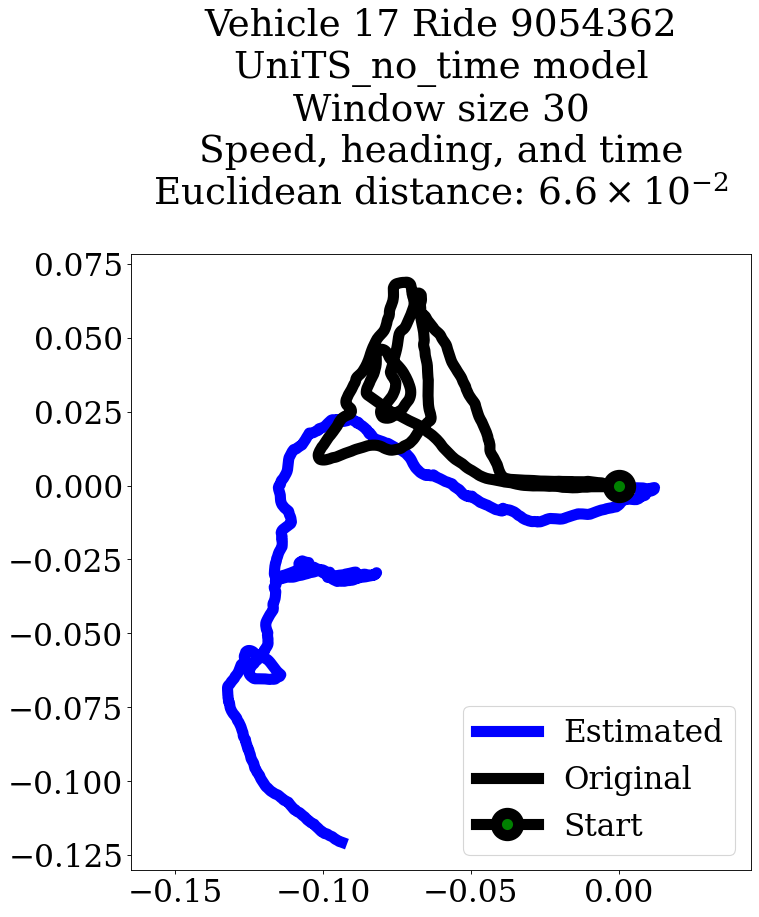 Vehicle 17 Ride 9054362
UniTS_no_time model
Window size 30
Speed, heading, and time
Euclidean distance: 6.6 × 10⁻²
0.075
0.050
0.025
0.000
−0.025
−0.050
−0.075
−0.100
−0.125
−0.15 −0.10 −0.05 0.00
Estimated
Original
Start